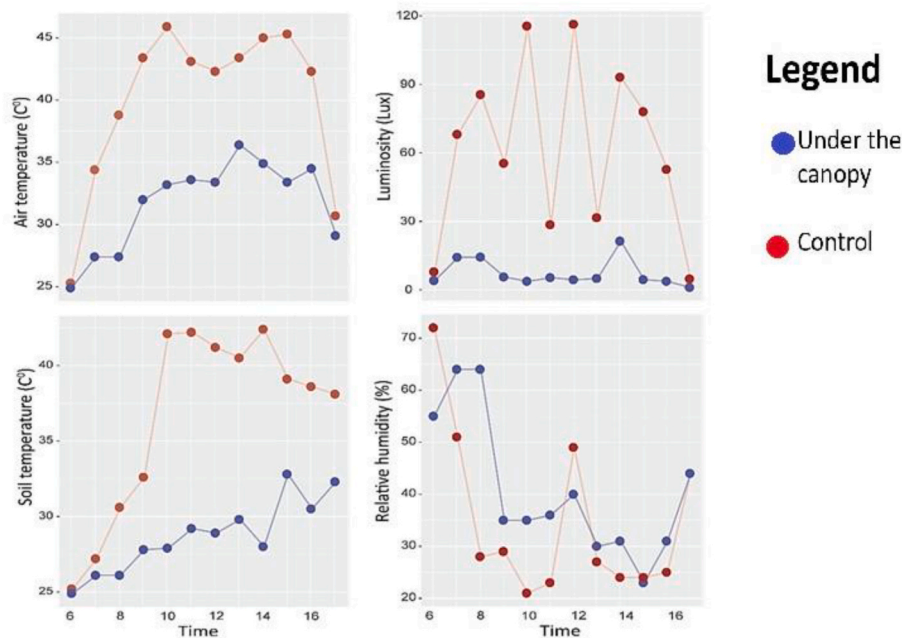 Air temperature (C⁰)
45
40
35
30
25
Luminosity (Lux)
120
90
60
30
0
Legend
Under the
canopy
Control
Soil temperature (C⁰)
40
35
30
25
6 8 10 12 14 16
Time
Relative humidity (%)
70
60
50
40
30
20
6 8 10 12 14 16
Time